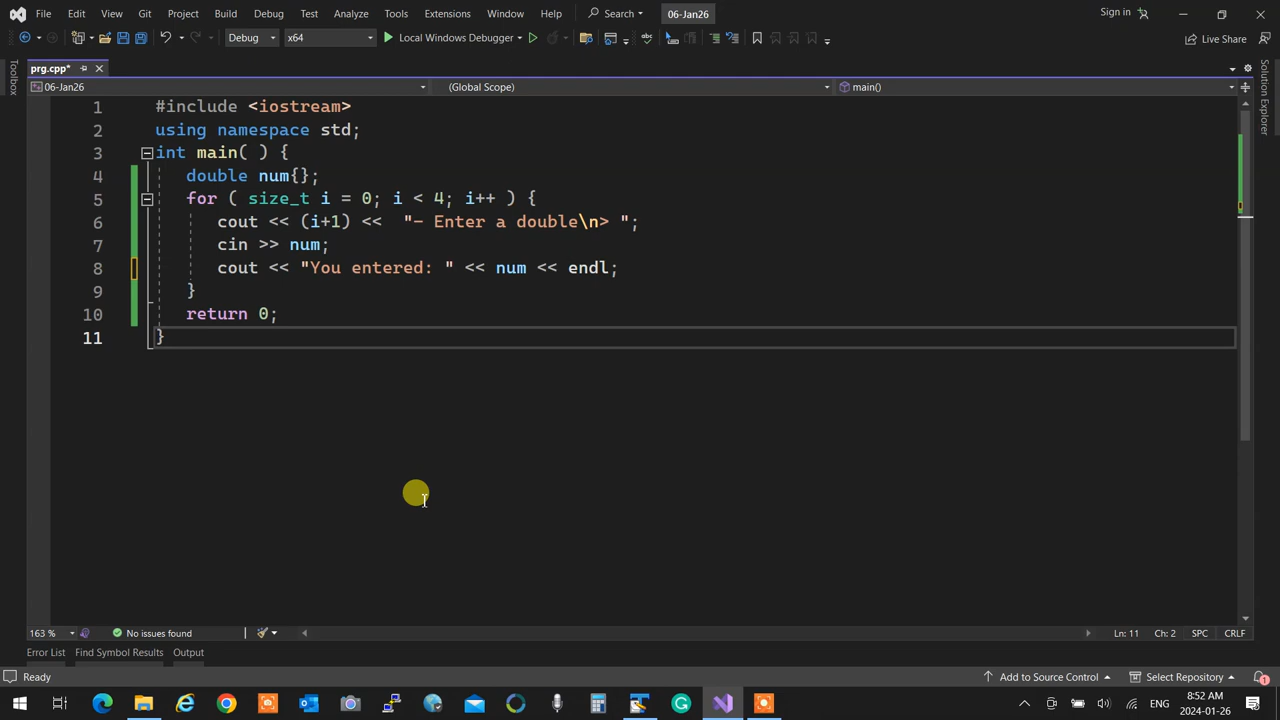 File Edit View Git Project Build Debug Test Analyze Tools Extensions Window Help Search 06-Jan26 Sign in
Debug x64 Local Windows Debugger Live Share
prg.cpp*
06-Jan26 (Global Scope) main()
Toolbox
Solution Explorer
1 #include <iostream>
2 using namespace std;
3 int main( ) {
4 double num{};
5 for ( size_t i = 0; i < 4; i++ ) {
6 cout << (i+1) << "- Enter a double\n> ";
7 cin >> num;
8 cout << "You entered: " << num << endl;
9 }
10 return 0;
11 }
163 % No issues found Ln: 11 Ch: 2 SPC CRLF
Error List Find Symbol Results Output
Ready Add to Source Control Select Repository 1
ENG 8:52 AM
2024-01-26